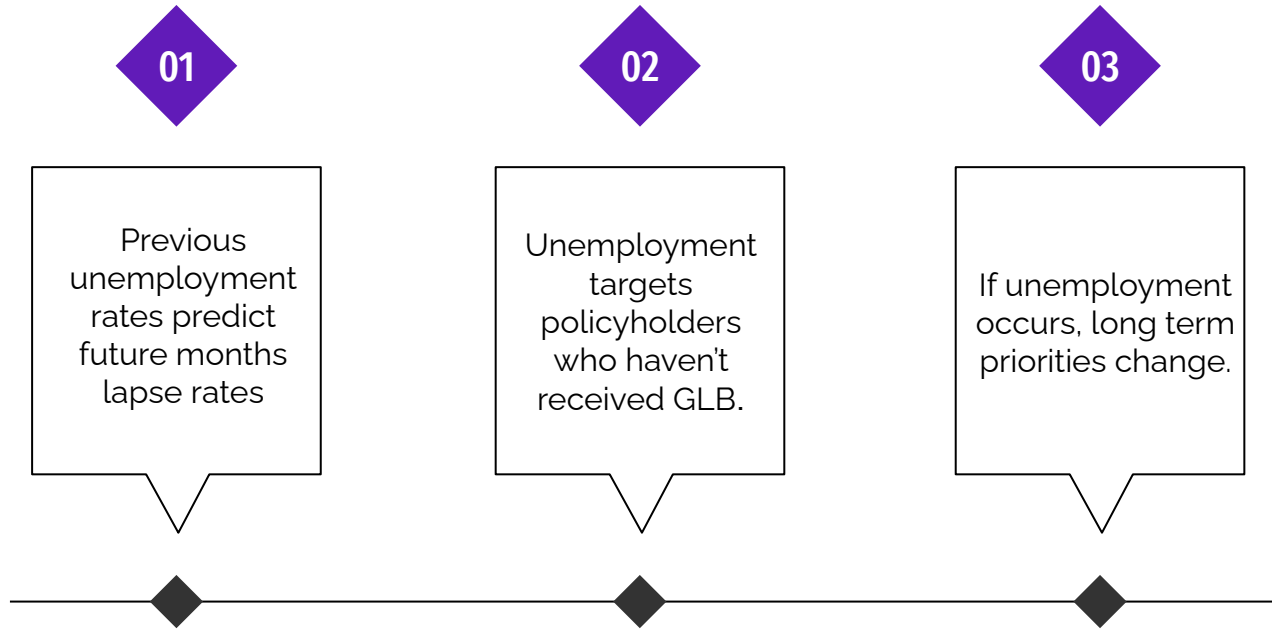 01
Previous
unemployment
rates predict
future months
lapse rates
02
Unemployment
targets
policyholders
who haven't
received GLB.
03
If unemployment
occurs, long term
priorities change.